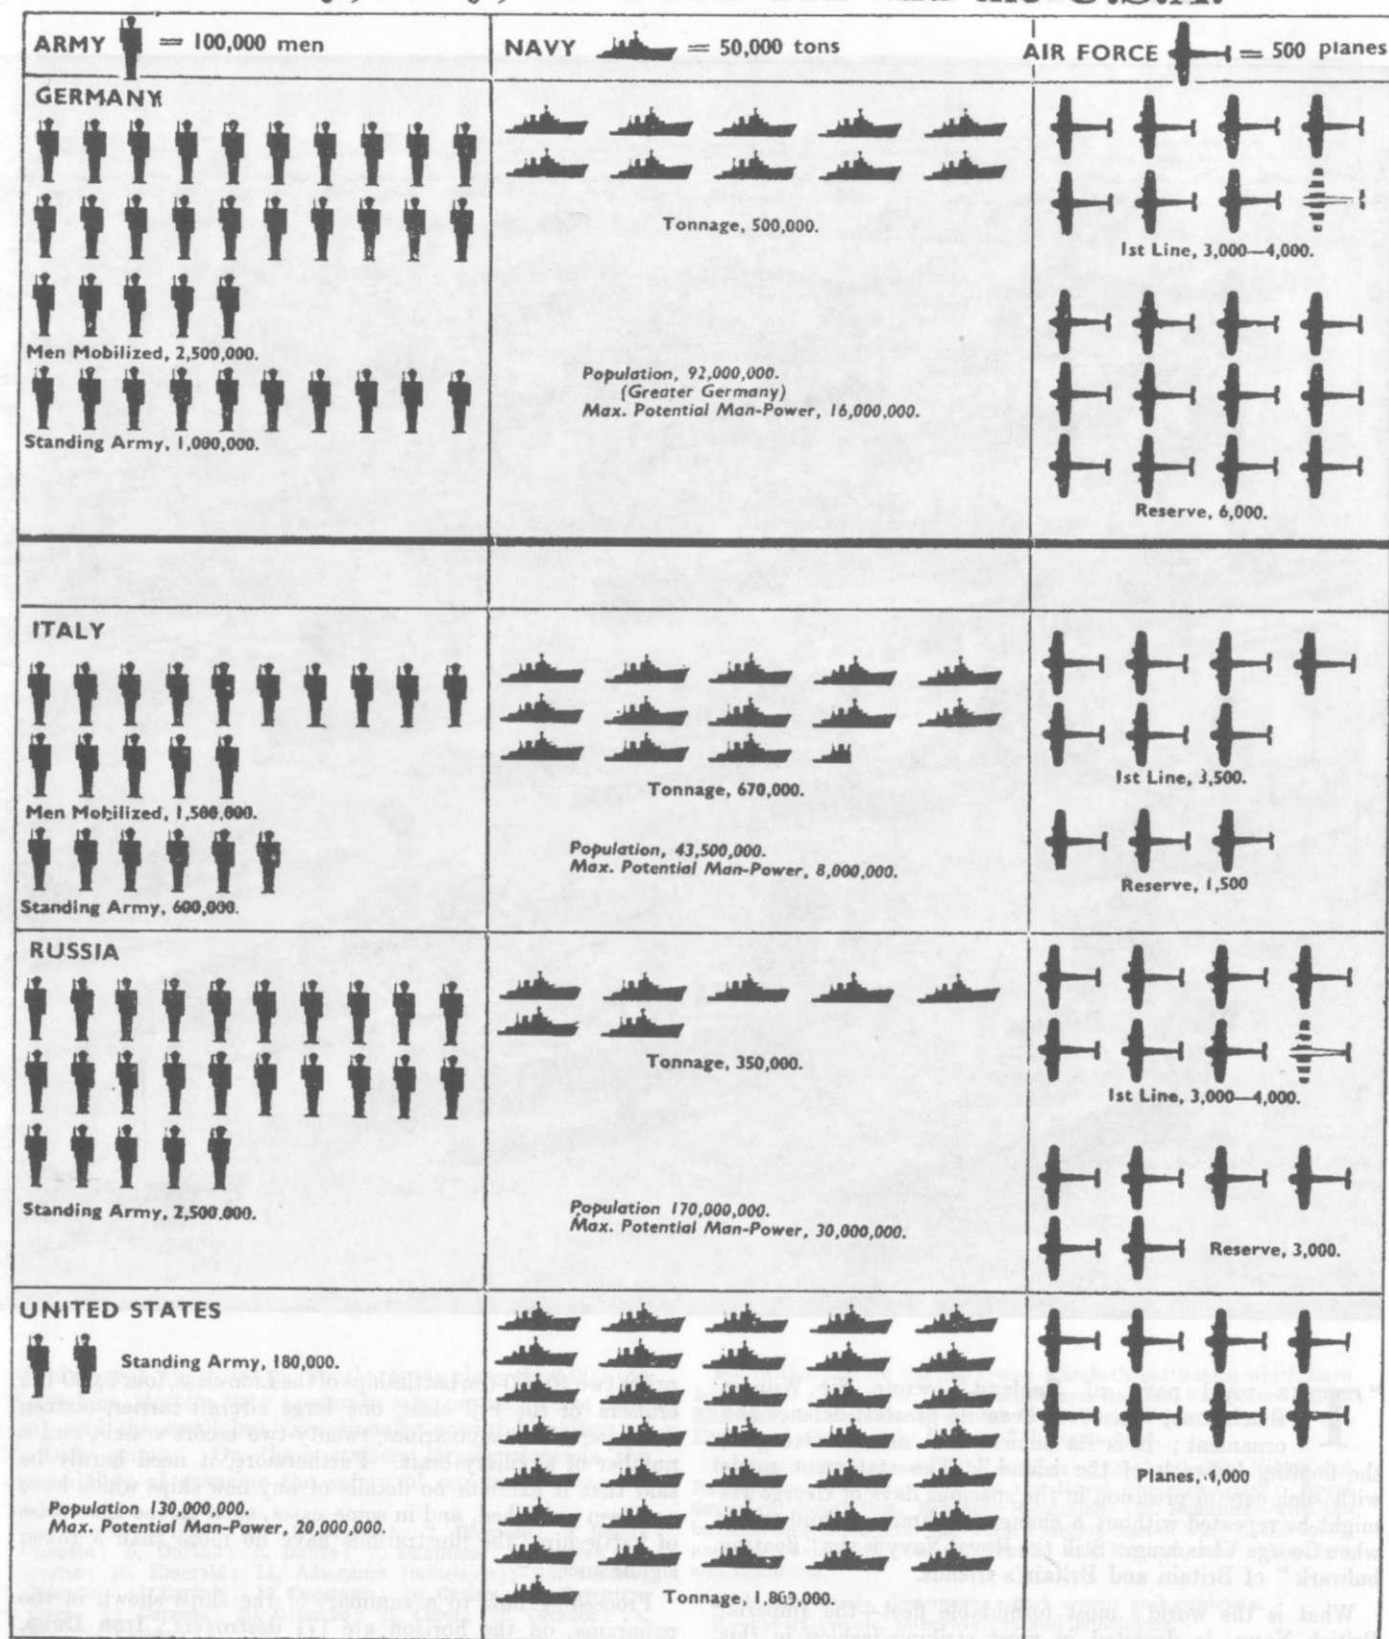 ARMY = 100,000 men
NAVY = 50,000 tons
AIR FORCE = 500 planes
GERMANY
Men Mobilized, 2,500,000.
Standing Army, 1,000,000.
Tonnage, 500,000.
Population, 92,000,000.
(Greater Germany)
Max. Potential Man-Power, 16,000,000.
1st Line, 3,000—4,000.
Reserve, 6,000.
ITALY
Men Mobilized, 1,500,000.
Standing Army, 600,000.
Tonnage, 670,000.
Population, 43,500,000.
Max. Potential Man-Power, 8,000,000.
1st Line, 3,500.
Reserve, 1,500
RUSSIA
Standing Army, 2,500,000.
Tonnage, 350,000.
Population 170,000,000.
Max. Potential Man-Power, 30,000,000.
1st Line, 3,000—4,000.
Reserve, 3,000.
UNITED STATES
Standing Army, 180,000.
Population 130,000,000.
Max. Potential Man-Power, 20,000,000.
Tonnage,
Planes, 4,000